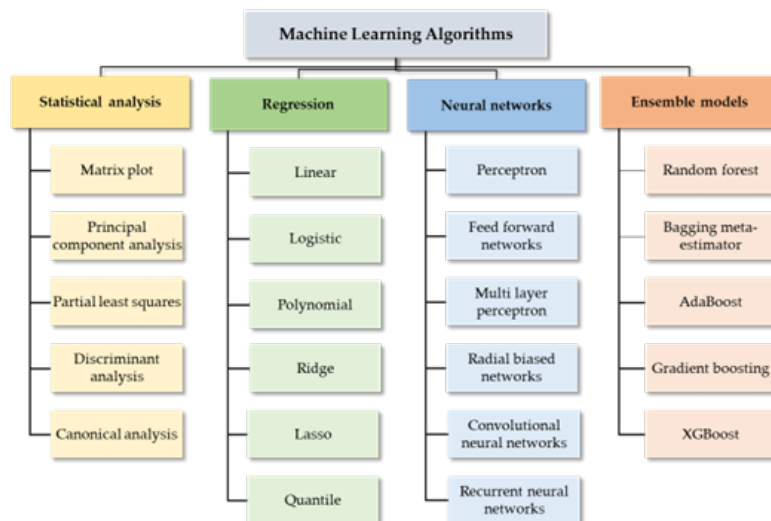 Machine Learning Algorithms
Statistical analysis
Matrix plot
Principal
component analysis
Partial least squares
Discriminant
analysis
Canonical analysis
Regression
Linear
Logistic
Polynomial
Ridge
Lasso
Quantile
Neural networks
Perceptron
Feed forward
networks
Multi layer
perceptron
Radial biased
networks
Convolutional
neural networks
Recurrent neural
networks
Ensemble models
Random forest
Bagging meta-
estimator
AdaBoost
Gradient boosting
XGBoost